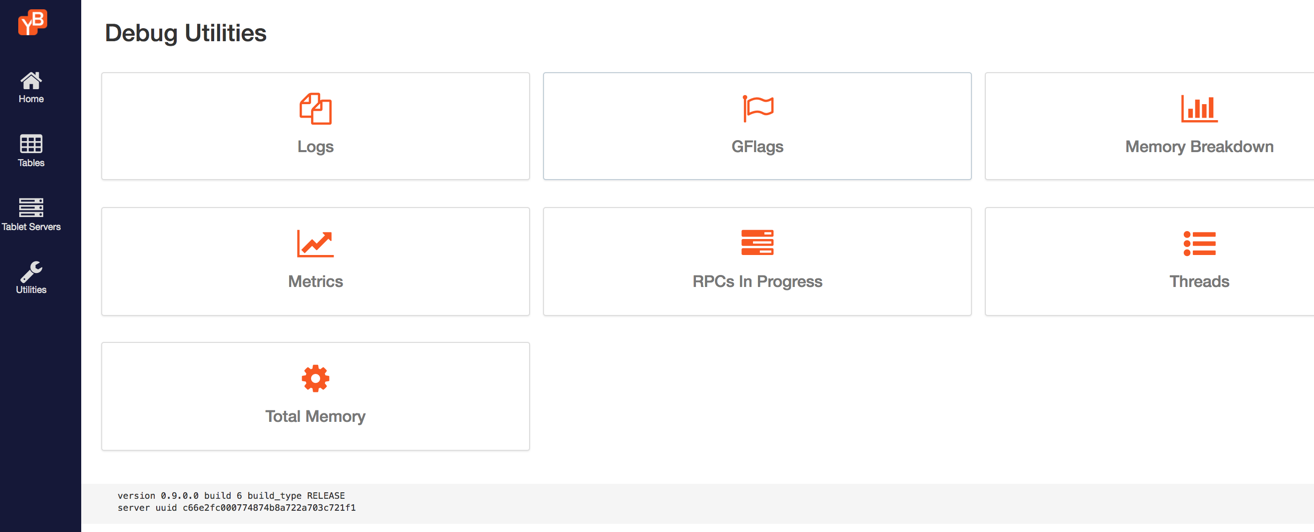 YB
Debug Utilities
Home
Tables
Tablet Servers
Utilities
Logs
GFlags
Memory Breakdown
Metrics
RPCs In Progress
Threads
Total Memory
version 0.9.0.0 build 6 build_type RELEASE
server uuid c66e2fc000774874b8a722a703c721f1